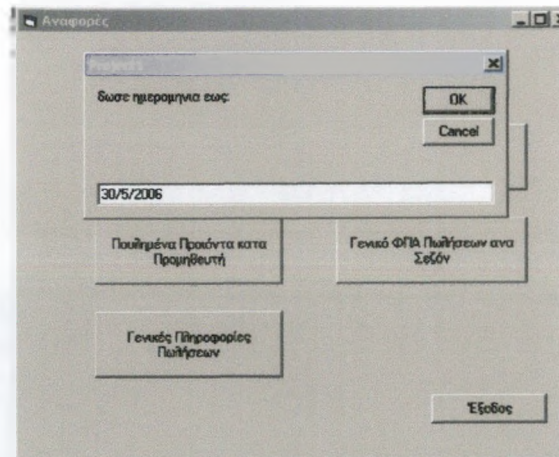 Αναφορές
Project1
δωσε ημερομηνια εως:
OK
Cancel
30/5/2006
Πουλημένα Προιόντα κατα
Προμηθευτή
Γενικό ΦΠΑ Πωλήσεων ανα
Σεζόν
Γενικές Πληροφορίες
Πωλήσεων
Έξοδος